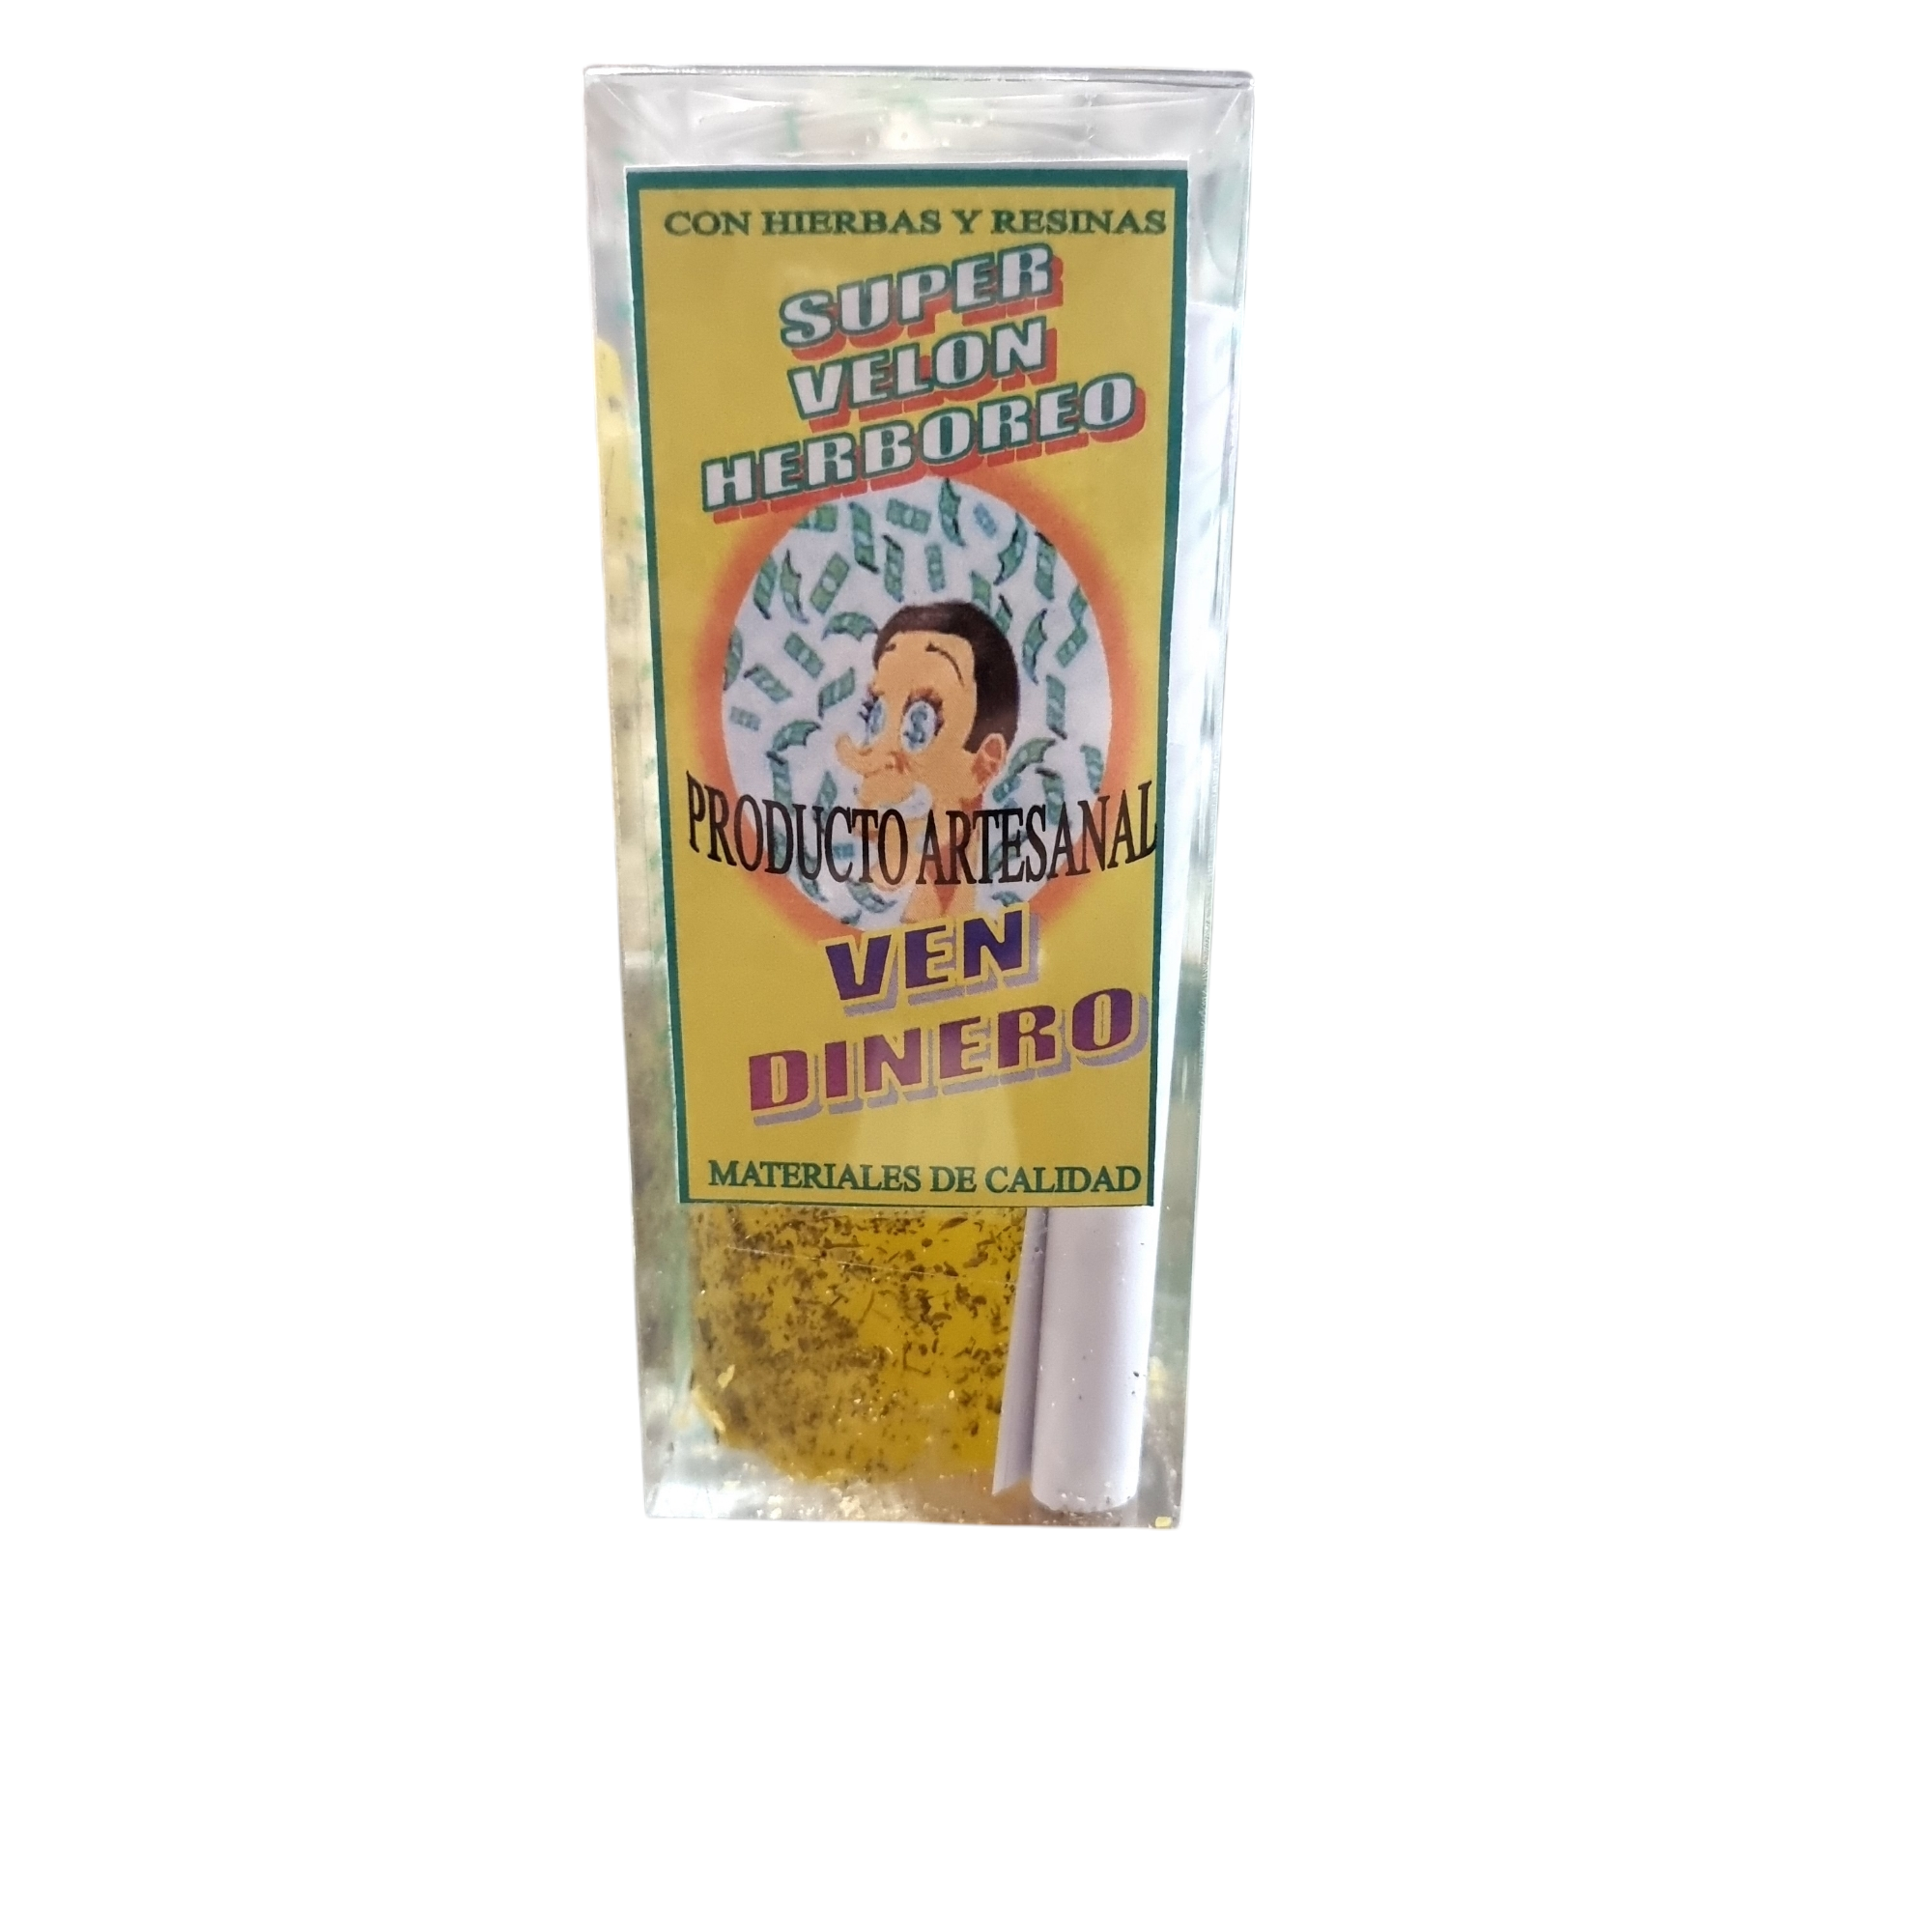 CON HIERBAS Y RESINAS
SUPER
VELON
HERBOREO
PRODUCTO ARTESANAL
VEN
DINERO
MATERIALES DE CALIDAD